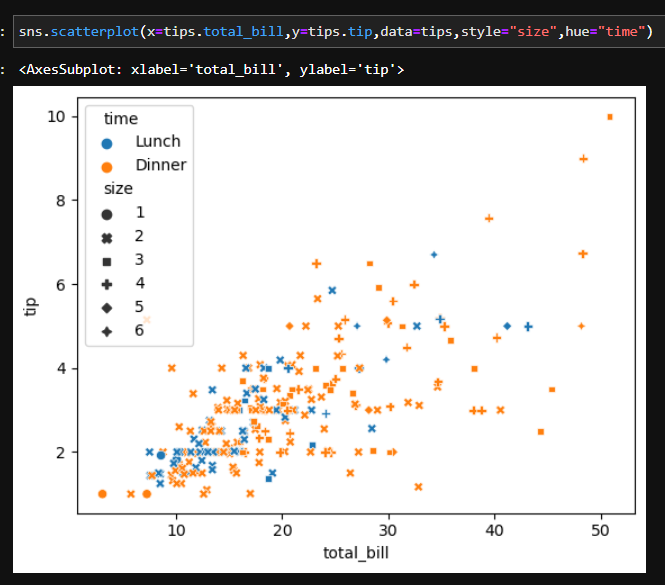 : sns.scatterplot(x=tips.total_bill,y=tips.tip,data=tips,style="size",hue="time")
: <AxesSubplot: xlabel='total_bill', ylabel='tip'>
time
Lunch
Dinner
size
1
2
3
4
5
6
10
8
6
4
2
tip
10 20 30 40 50
total_bill